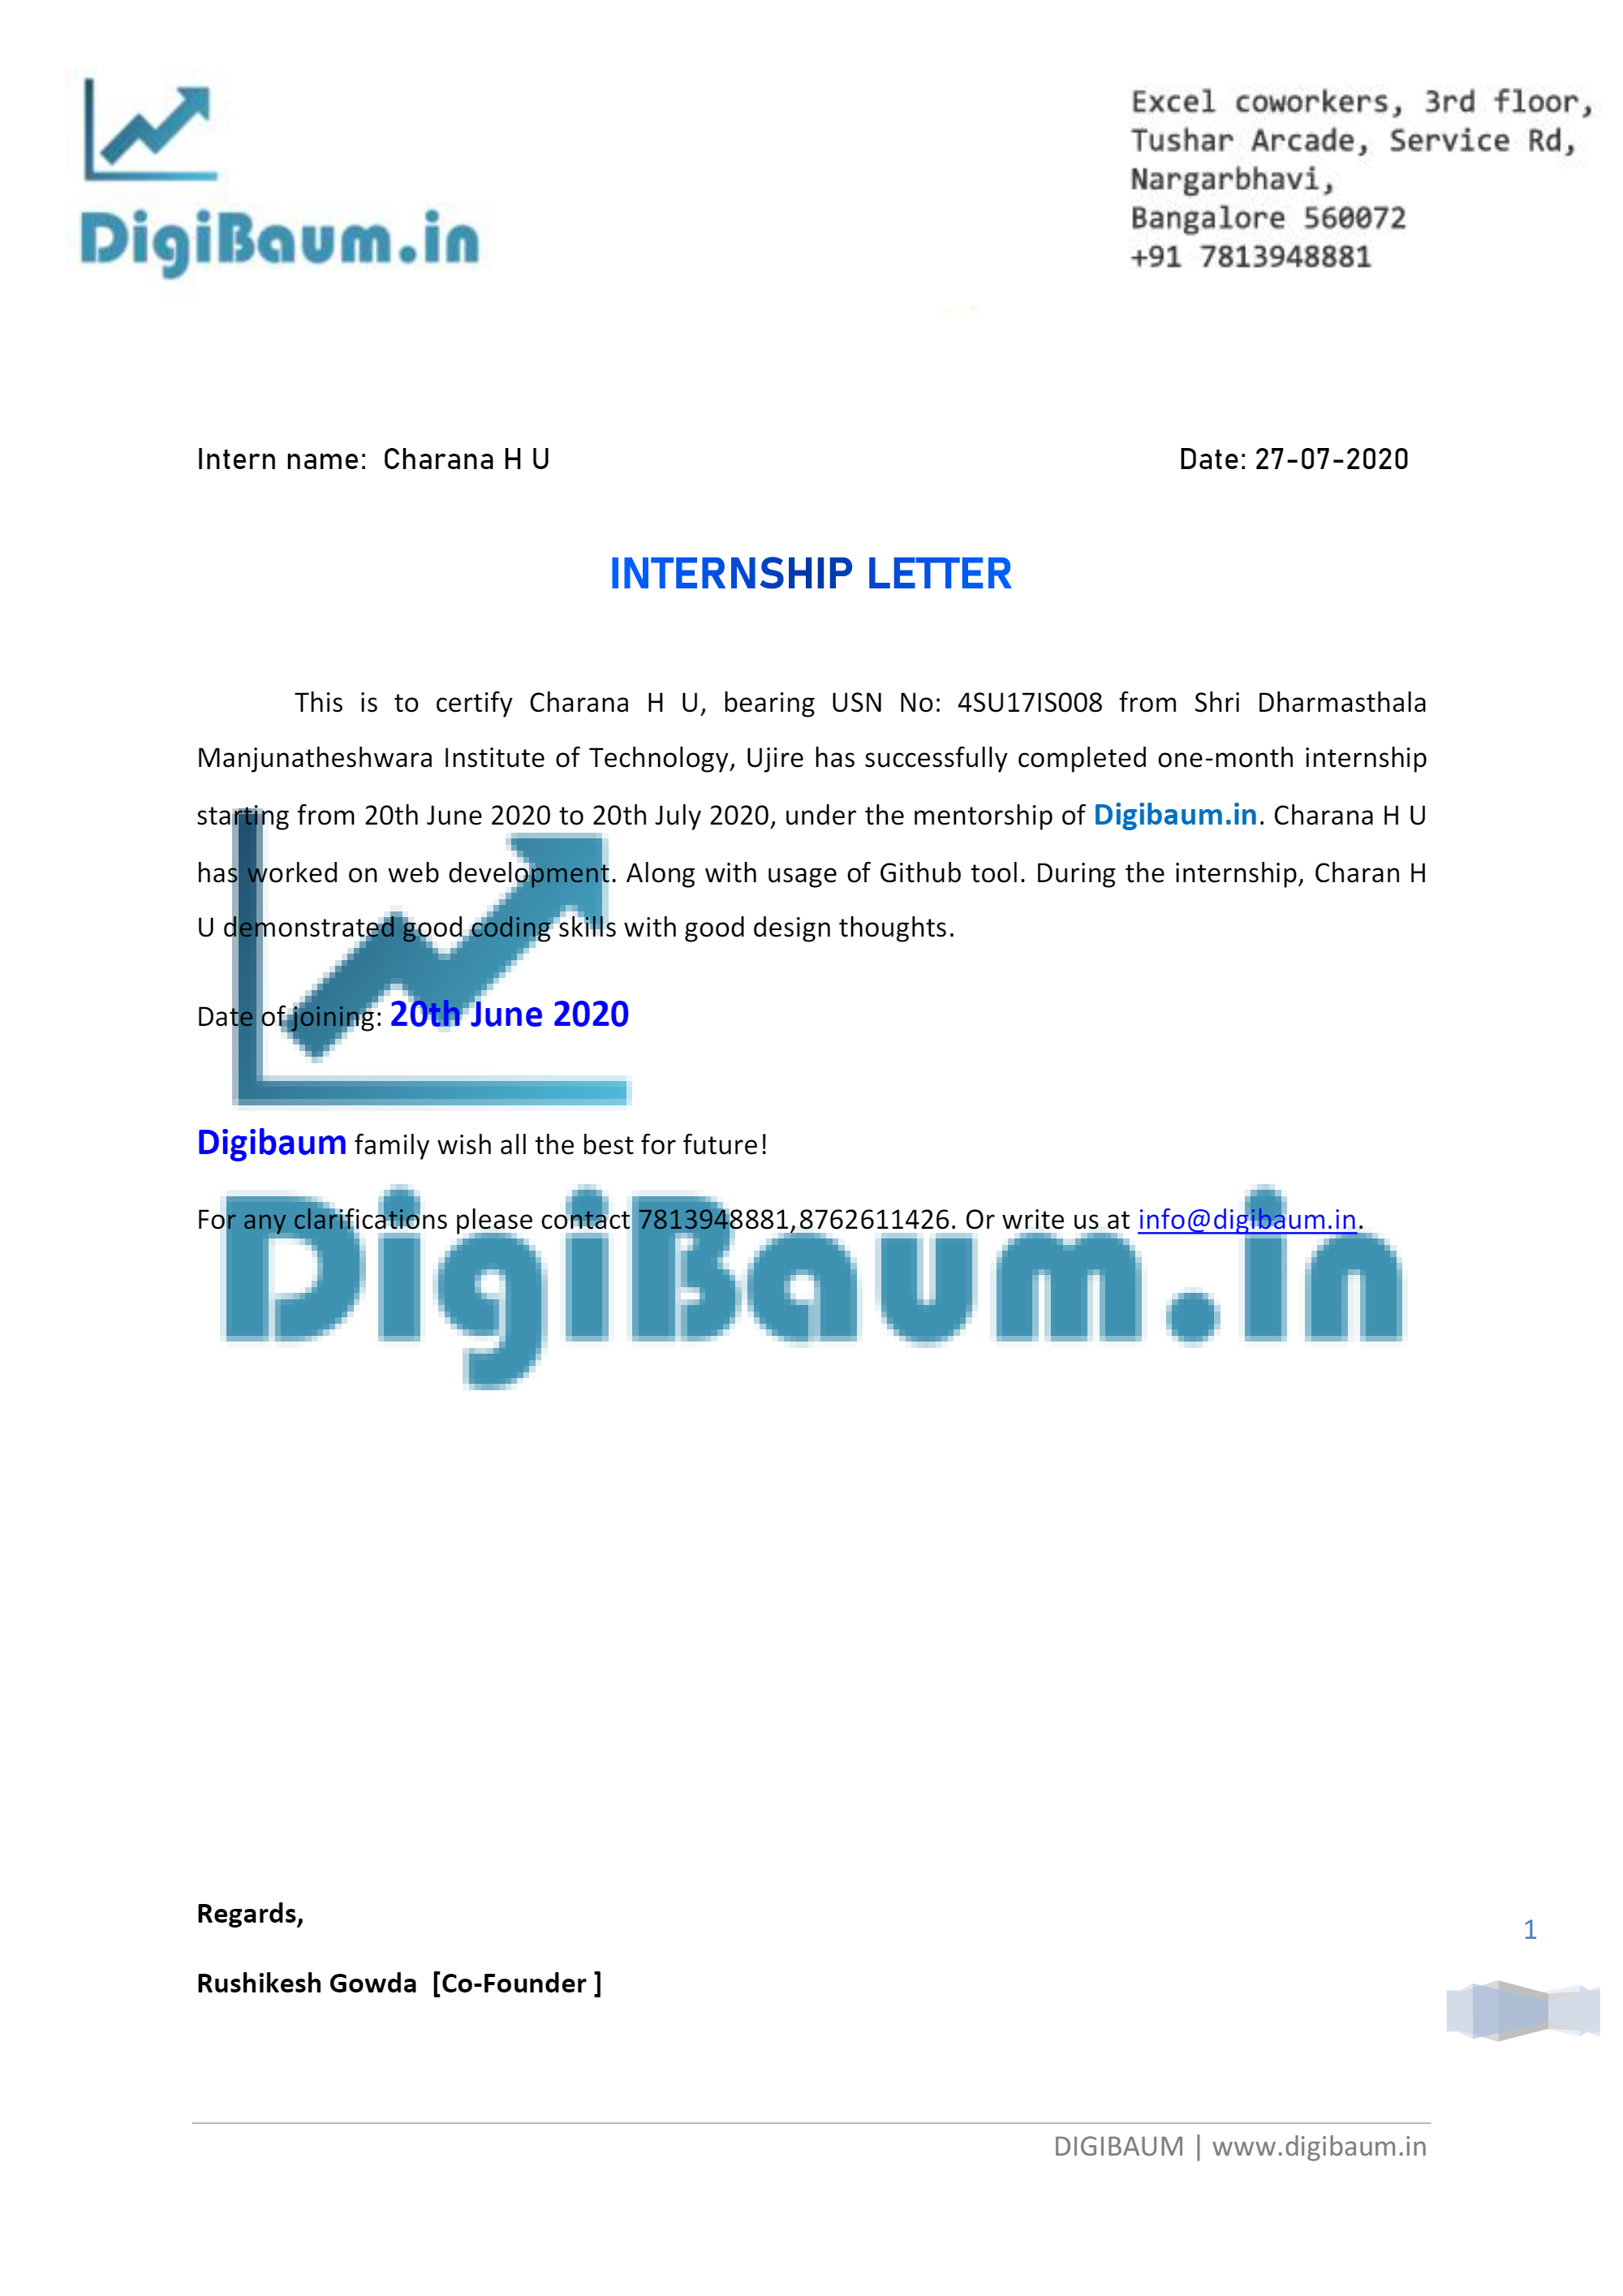 DigiBaum.in
Excel coworkers, 3rd floor,
Tushar Arcade, Service Rd,
Nargarbhavi,
Bangalore 560072
+91 7813948881
Intern name: Charana H U
Date: 27-07-2020
INTERNSHIP LETTER
This is to certify Charana H U, bearing USN No: 4SU17IS008 from Shri Dharmasthala
Manjunatheshwara Institute of Technology, Ujire has successfully completed one-month internship
starting from 20th June 2020 to 20th July 2020, under the mentorship of Digibaum.in. Charana H U
has worked on web development. Along with usage of Github tool. During the internship, Charan H
U demonstrated good coding skills with good design thoughts.
Date of joining: 20th June 2020
Digibaum family wish all the best for future!
For any clarifications please contact 7813948881,8762611426. Or write us at info@digibaum.in.
DigiBaum.in
Regards,
1
Rushikesh Gowda [Co-Founder ]
DIGIBAUM | www.digibaum.in